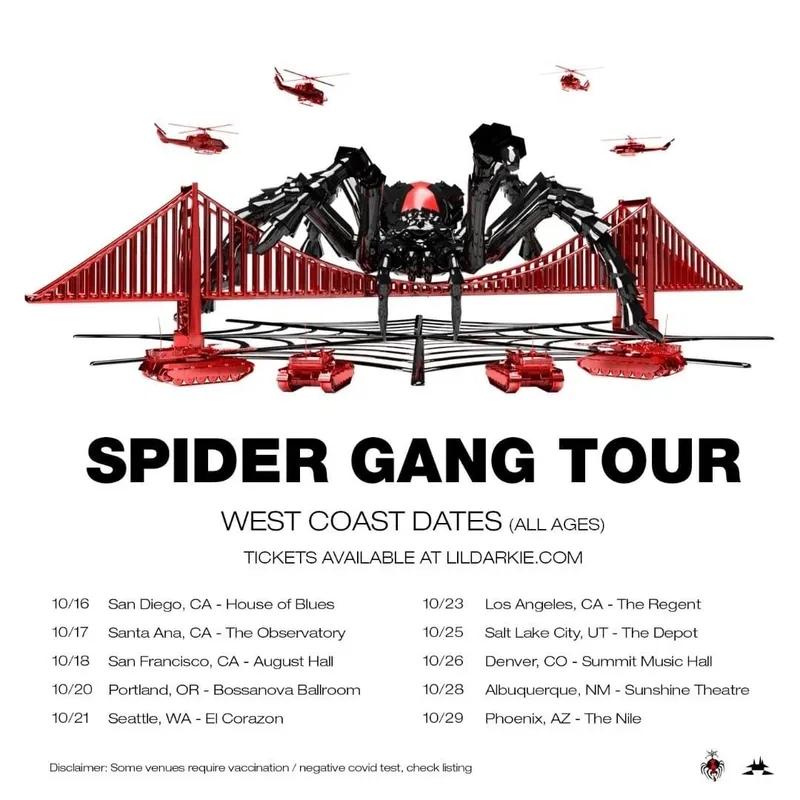 SPIDER GANG TOUR
WEST COAST DATES (ALL AGES)
TICKETS AVAILABLE AT LILDARKIE.COM
10/16 San Diego, CA - House of Blues
10/17 Santa Ana, CA - The Observatory
10/18 San Francisco, CA - August Hall
10/20 Portland, OR - Bossanova Ballroom
10/21 Seattle, WA - El Corazon
10/23 Los Angeles, CA - The Regent
10/25 Salt Lake City, UT - The Depot
10/26 Denver, CO - Summit Music Hall
10/28 Albuquerque, NM - Sunshine Theatre
10/29 Phoenix, AZ - The Nile
Disclaimer: Some venues require vaccination / negative covid test, check listing